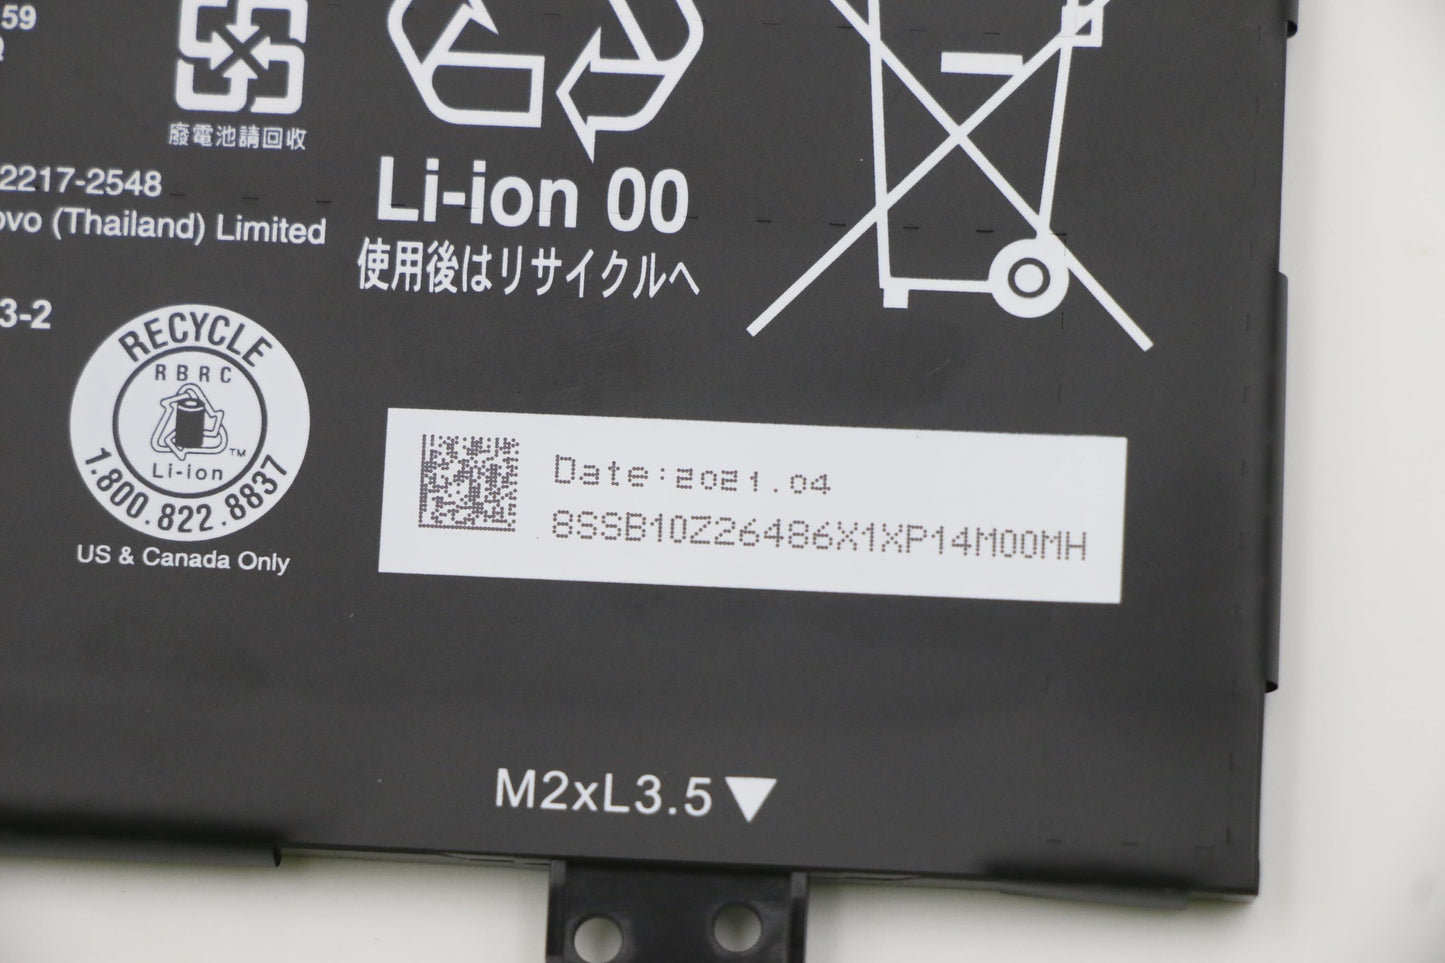 59
R
廢電池請回收
2217-2548
ovo (Thailand) Limited
3-2
Li-ion 00
使用後はリサイクルへ
RECYCLE
RBRC
TM
Li-ion
1.800.822.8837
US & Canada Only
Date:2021.04
8SSB10Z26486X1XP14M00MH
M2xL3.5